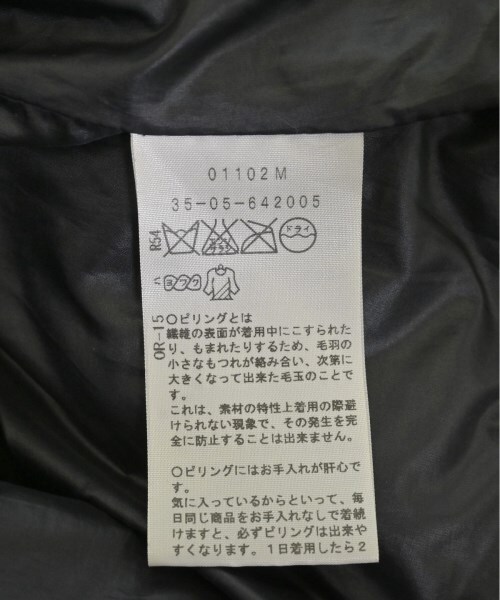 01102M
35-05-642005
R54
ドライ
ヨワク
OR-15
○ピリングとは
繊維の表面が着用中にこすられた
り、もまれたりするため、毛羽の
小さなもつれが絡み合い、次第に
大きくなって出来た毛玉のことで
す。
これは、素材の特性上着用の際避
けられない現象で、その発生を完
全に防止することは出来ません。
○ピリングにはお手入れが肝心で
す。
気に入っているからといって、毎
日同じ商品をお手入れなしで着続
けますと、必ずピリングは出来や
すくなります。１日着用したら２